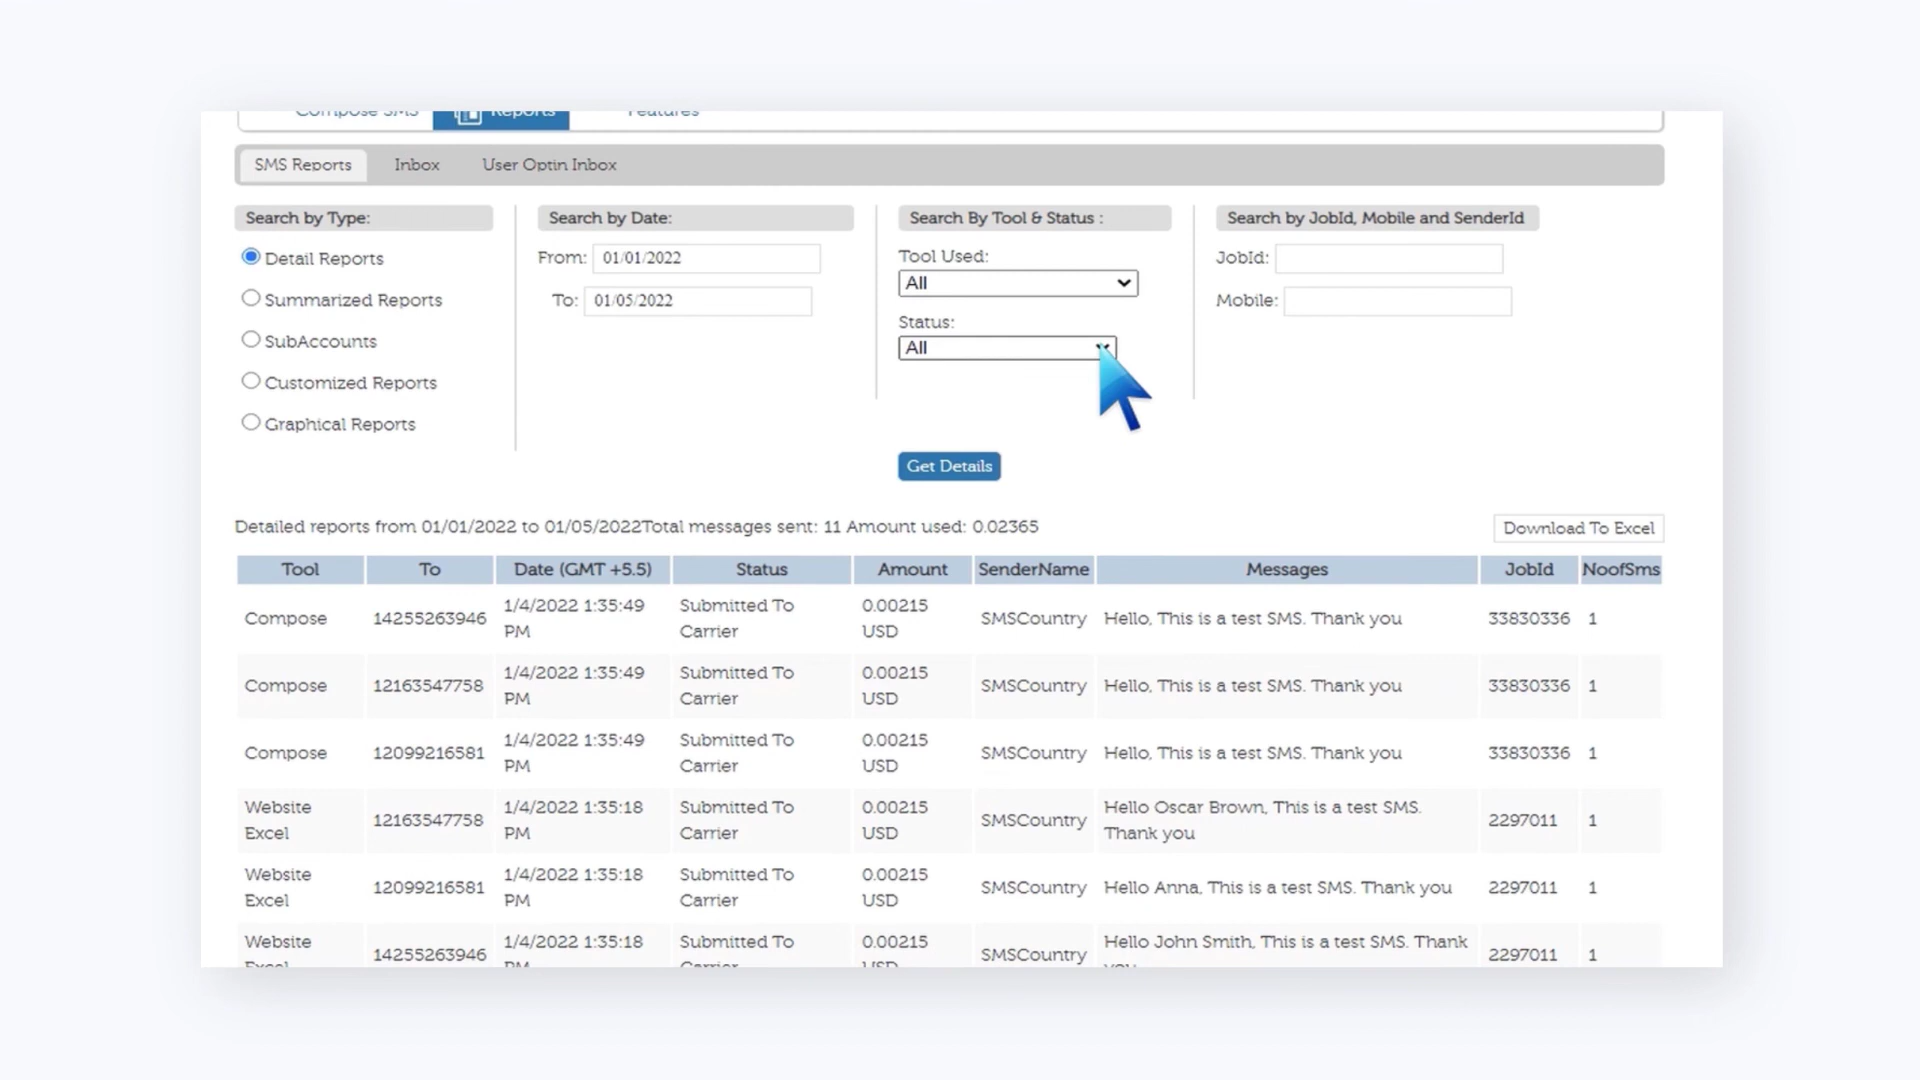 Compose SMS Reports Features
SMS Reports Inbox User Optin Inbox
Search by Type:
Detail Reports
Summarized Reports
SubAccounts
Customized Reports
Graphical Reports
Search by Date:
From: 01/01/2022
To: 01/05/2022
Search By Tool & Status :
Tool Used:
All
Status:
All
Search by JobId, Mobile and SenderId
JobId:
Mobile:
Get Details
Detailed reports from 01/01/2022 to 01/05/2022Total messages sent: 11 Amount used: 0.02365
Download To Excel
Tool To Date (GMT +5.5) Status Amount SenderName Messages JobId NoofSms
Compose 14255263946 1/4/2022 1:35:49 PM Submitted To Carrier 0.00215 USD SMSCountry Hello, This is a test SMS. Thank you 33830336 1
Compose 12163547758 1/4/2022 1:35:49 PM Submitted To Carrier 0.00215 USD SMSCountry Hello, This is a test SMS. Thank you 33830336 1
Compose 12099216581 1/4/2022 1:35:49 PM Submitted To Carrier 0.00215 USD SMSCountry Hello, This is a test SMS. Thank you 33830336 1
Website Excel 12163547758 1/4/2022 1:35:18 PM Submitted To Carrier 0.00215 USD SMSCountry Hello Oscar Brown, This is a test SMS. Thank you 2297011 1
Website Excel 12099216581 1/4/2022 1:35:18 PM Submitted To Carrier 0.00215 USD SMSCountry Hello Anna, This is a test SMS. Thank you 2297011 1
Website Excel 14255263946 1/4/2022 1:35:18 PM Submitted To Carrier 0.00215 USD SMSCountry Hello John Smith, This is a test SMS. Thank you 2297011 1